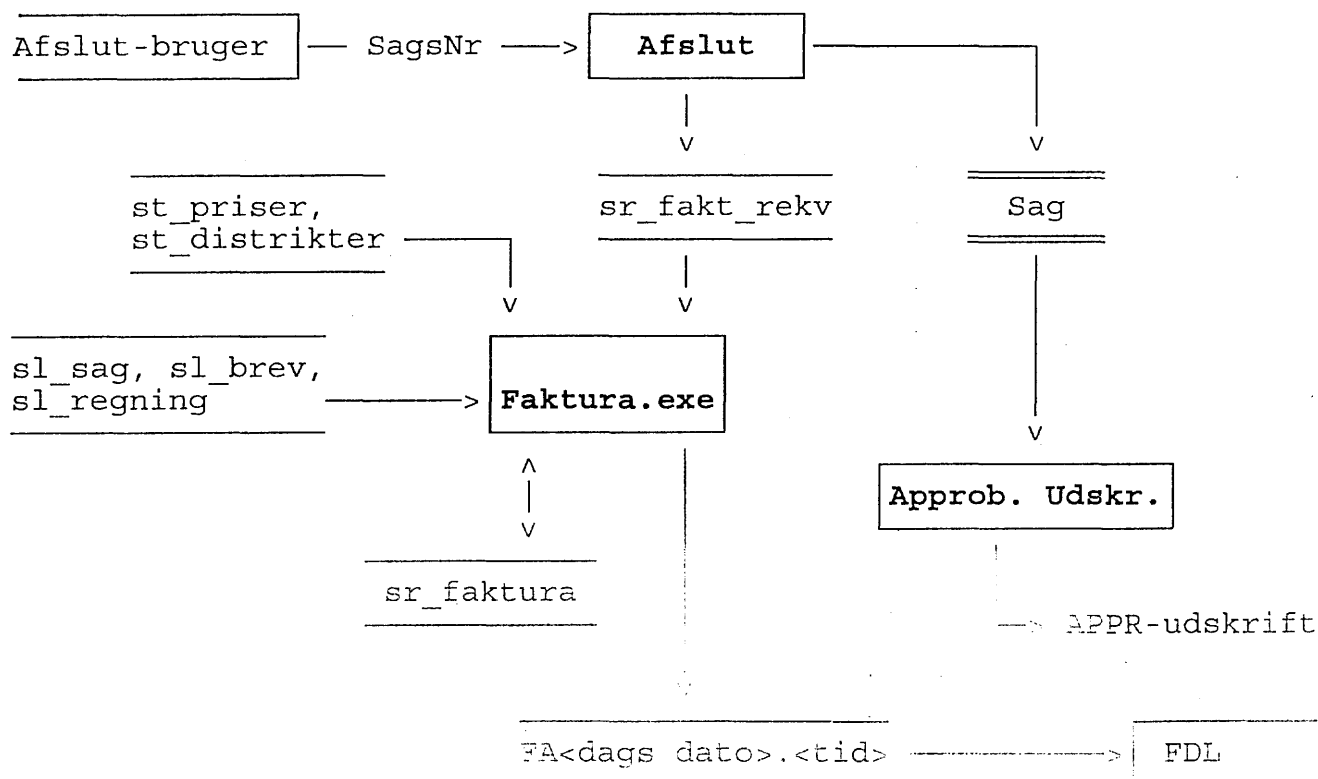 Afslut-bruger
SagsNr
Afslut
st_priser,
st_distrikter
sr_fakt_rekv
Sag
sl_sag, sl_brev,
sl_regning
Faktura.exe
Approb. Udskr.
sr_faktura
APPR-udskrift
FA<dags dato>.<tid>
FDL